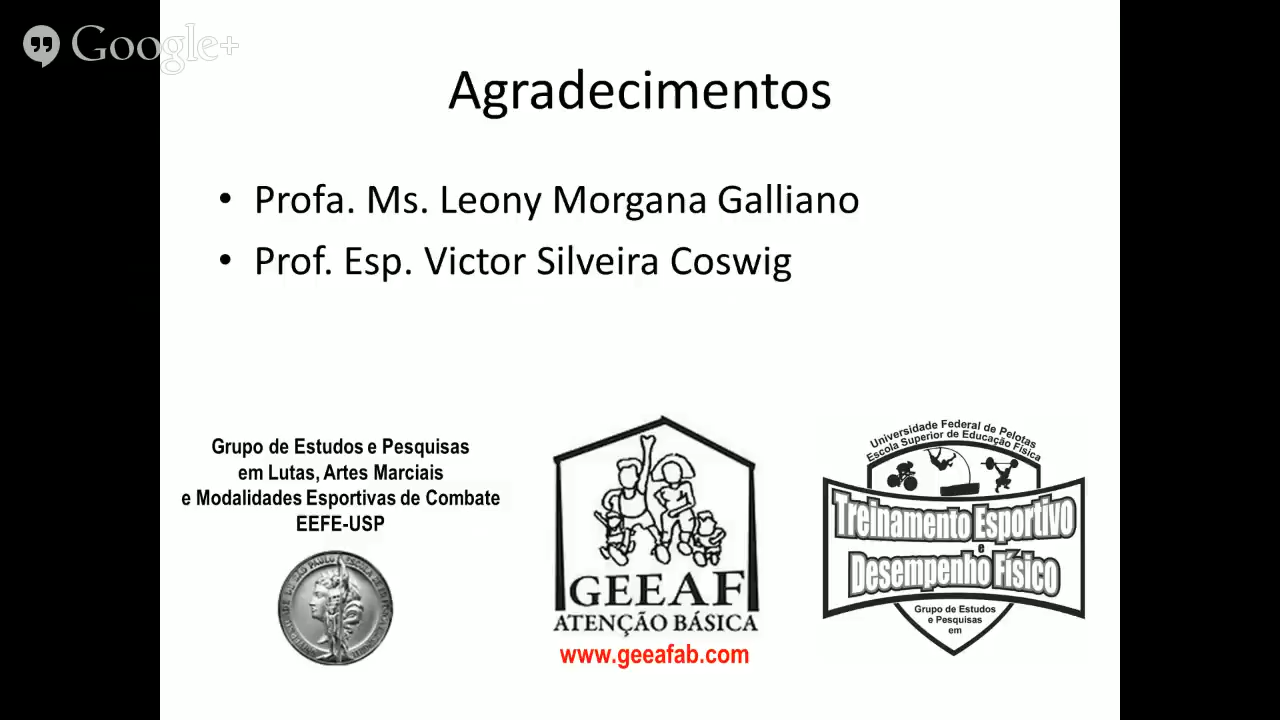 Google+
Agradecimentos
• Profa. Ms. Leony Morgana Galliano
• Prof. Esp. Victor Silveira Coswig
Grupo de Estudos e Pesquisas
em Lutas, Artes Marciais
e Modalidades Esportivas de Combate
EEFE-USP
GEEAF
ATENÇÃO BÁSICA
www.geeafab.com
Universidade Federal de Pelotas
Escola Superior de Educação Física
Treinamento Esportivo
e
Desempenho Físico
Grupo de Estudos
e Pesquisas
em